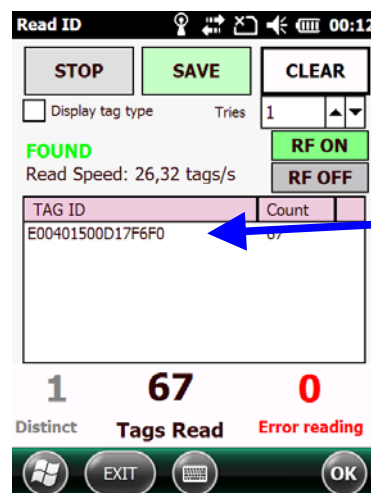 Read ID 00:12
STOP SAVE CLEAR
Display tag type Tries 1
FOUND RF ON
Read Speed: 26,32 tags/s RF OFF
TAG ID Count
E00401500D17F6F0 67
1 67 0
Distinct Tags Read Error reading
EXIT OK